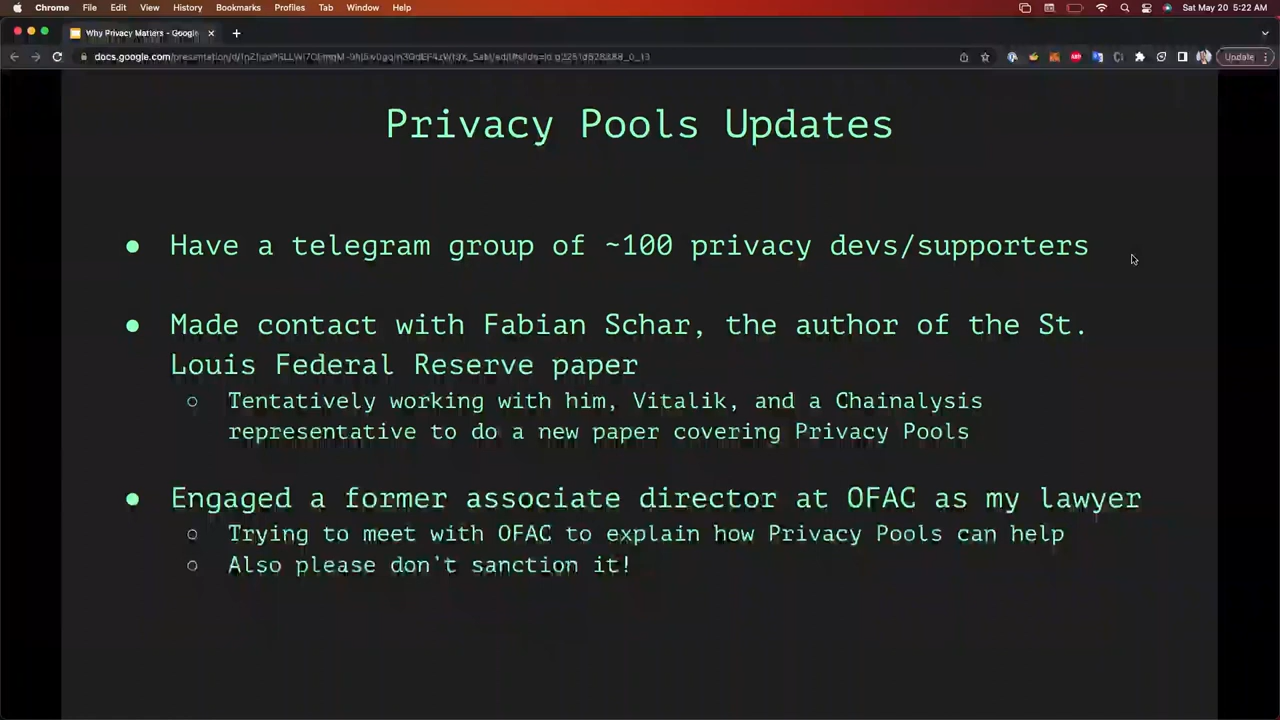 Chrome File Edit View History Bookmarks Profiles Tab Window Help Sat May 20 5:22 AM
Why Privacy Matters - Google
docs.google.com/presentation/d/
Update
Privacy Pools Updates
● Have a telegram group of ~100 privacy devs/supporters
● Made contact with Fabian Schar, the author of the St.
Louis Federal Reserve paper
○ Tentatively working with him, Vitalik, and a Chainalysis
representative to do a new paper covering Privacy Pools
● Engaged a former associate director at OFAC as my lawyer
○ Trying to meet with OFAC to explain how Privacy Pools can help
○ Also please don't sanction it!